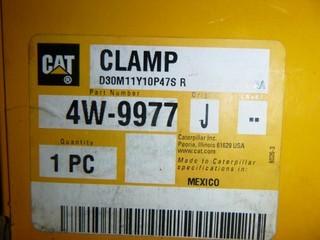 CAT CLAMP
D30M11Y10P47S R
Part Number
4W-9977 J --
Quantity
1 PC
Caterpillar Inc.
Peoria, Illinois 61629 USA
www.cat.com
Made to Caterpillar
specifications in:
MEXICO